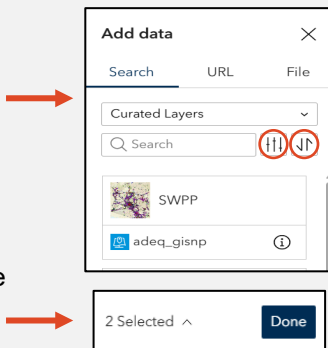 Add data
Search URL File
Curated Layers
Search
SWPP
adeq_gisnp
e
2 Selected
Done